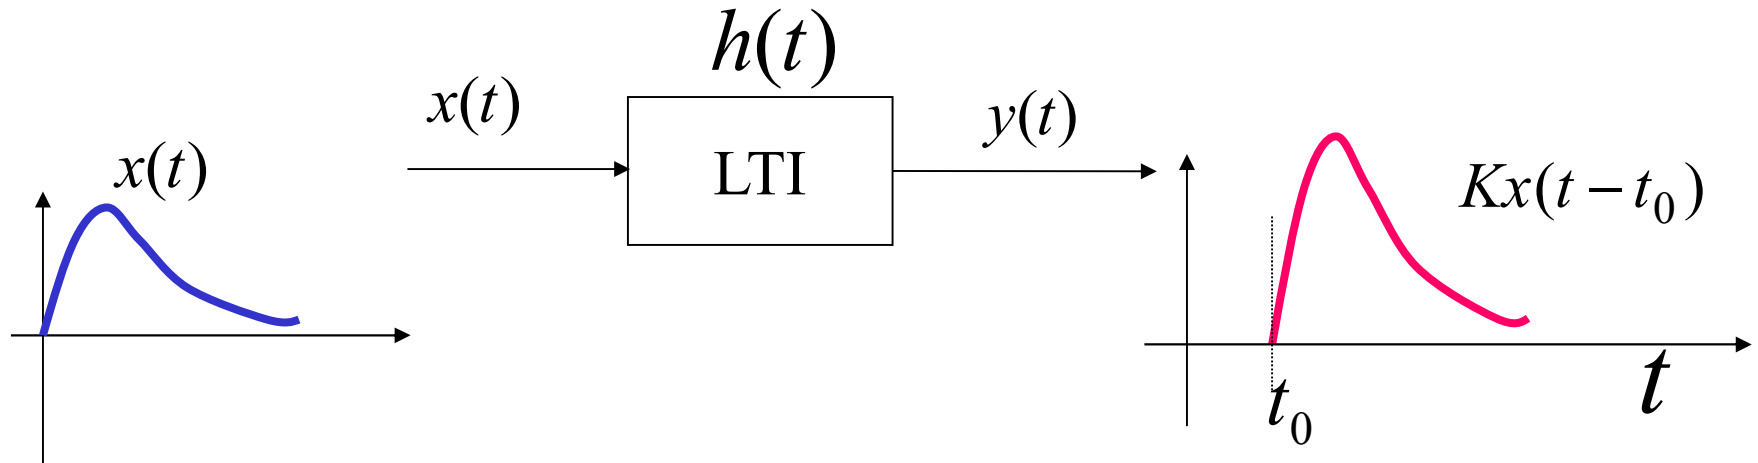 h(t)
x(t)
y(t)
x(t)
LTI
Kx(t − t₀)
t
t₀